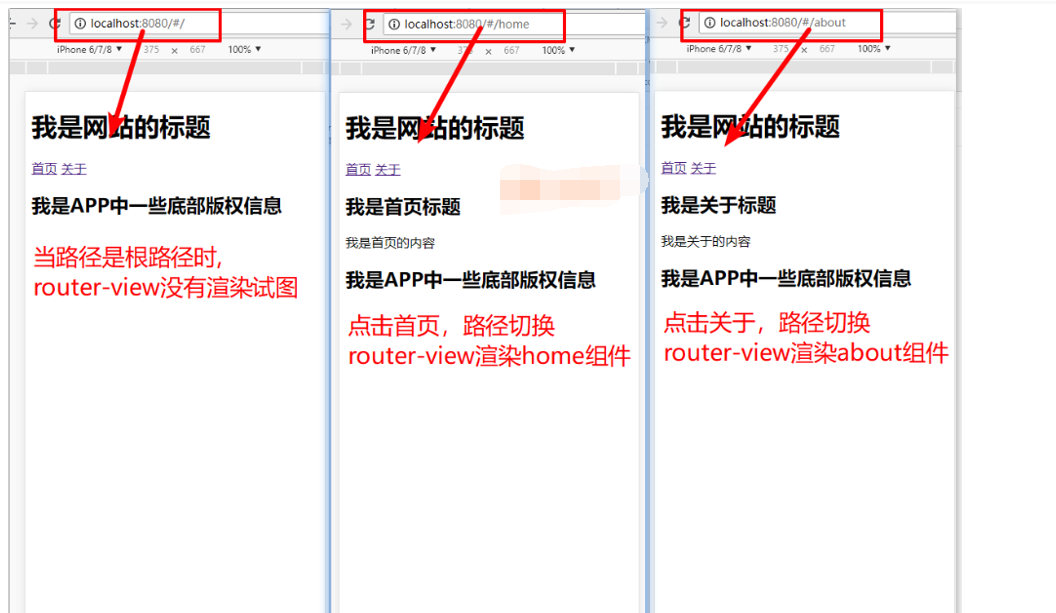 localhost:8080/#/
iPhone 6/7/8 ▼ 375 × 667 100% ▼
我是网站的标题
首页 关于
我是APP中一些底部版权信息
当路径是根路径时,
router-view没有渲染试图
localhost:8080/#/home
iPhone 6/7/8 ▼ 375 × 667 100% ▼
我是网站的标题
首页 关于
我是首页标题
我是首页的内容
我是APP中一些底部版权信息
点击首页，路径切换
router-view渲染home组件
localhost:8080/#/about
iPhone 6/7/8 ▼ 375 × 667 100% ▼
我是网站的标题
首页 关于
我是关于标题
我是关于的内容
我是APP中一些底部版权信息
点击关于，路径切换
router-view渲染about组件